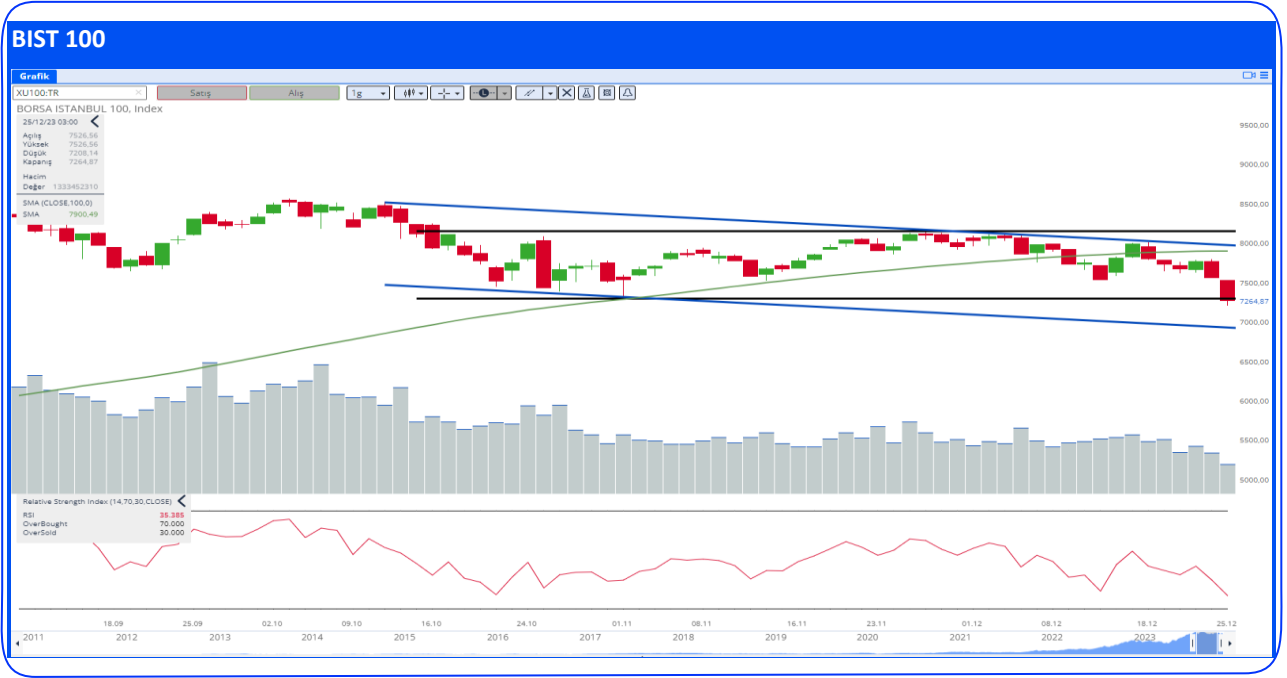 BIST 100
Grafik
XU100:TR
Satış
Alış
1g
L
BORSA ISTANBUL 100, Index
25/12/23 03:00
Açılış 7526,56
Yüksek 7526,56
Düşük 7208,14
Kapanış 7264,87
Hacim
Değer 1333452310
SMA (CLOSE,100,0)
SMA 7900,49
9500,00
9000,00
8500,00
8000,00
7500,00
7264,87
7000,00
6500,00
6000,00
5500,00
5000,00
Relative Strength Index (14,70,30,CLOSE)
RSI 35.385
OverBought 70.000
OverSold 30.000
18.09 25.09 02.10 09.10 16.10 24.10 01.11 08.11 16.11 23.11 01.12 08.12 18.12 25.12
2011 2012 2013 2014 2015 2016 2017 2018 2019 2020 2021 2022 2023